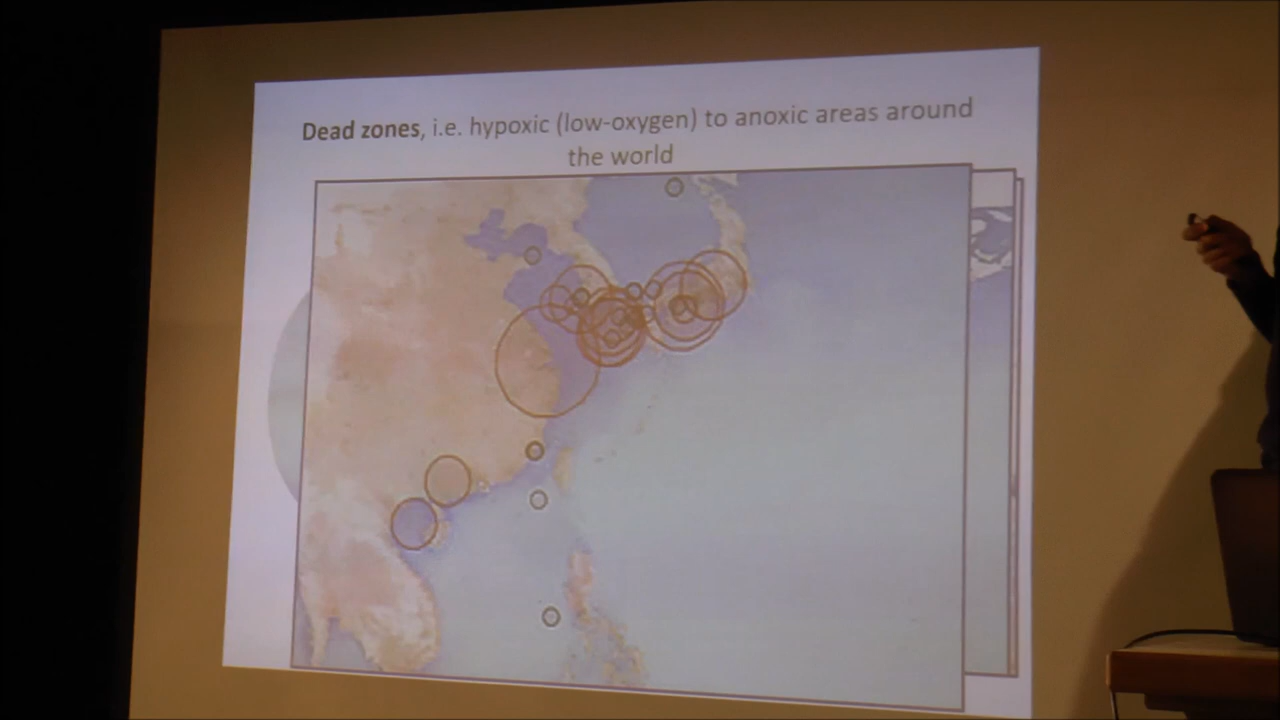 Dead zones, i.e. hypoxic (low-oxygen) to anoxic areas around
the world